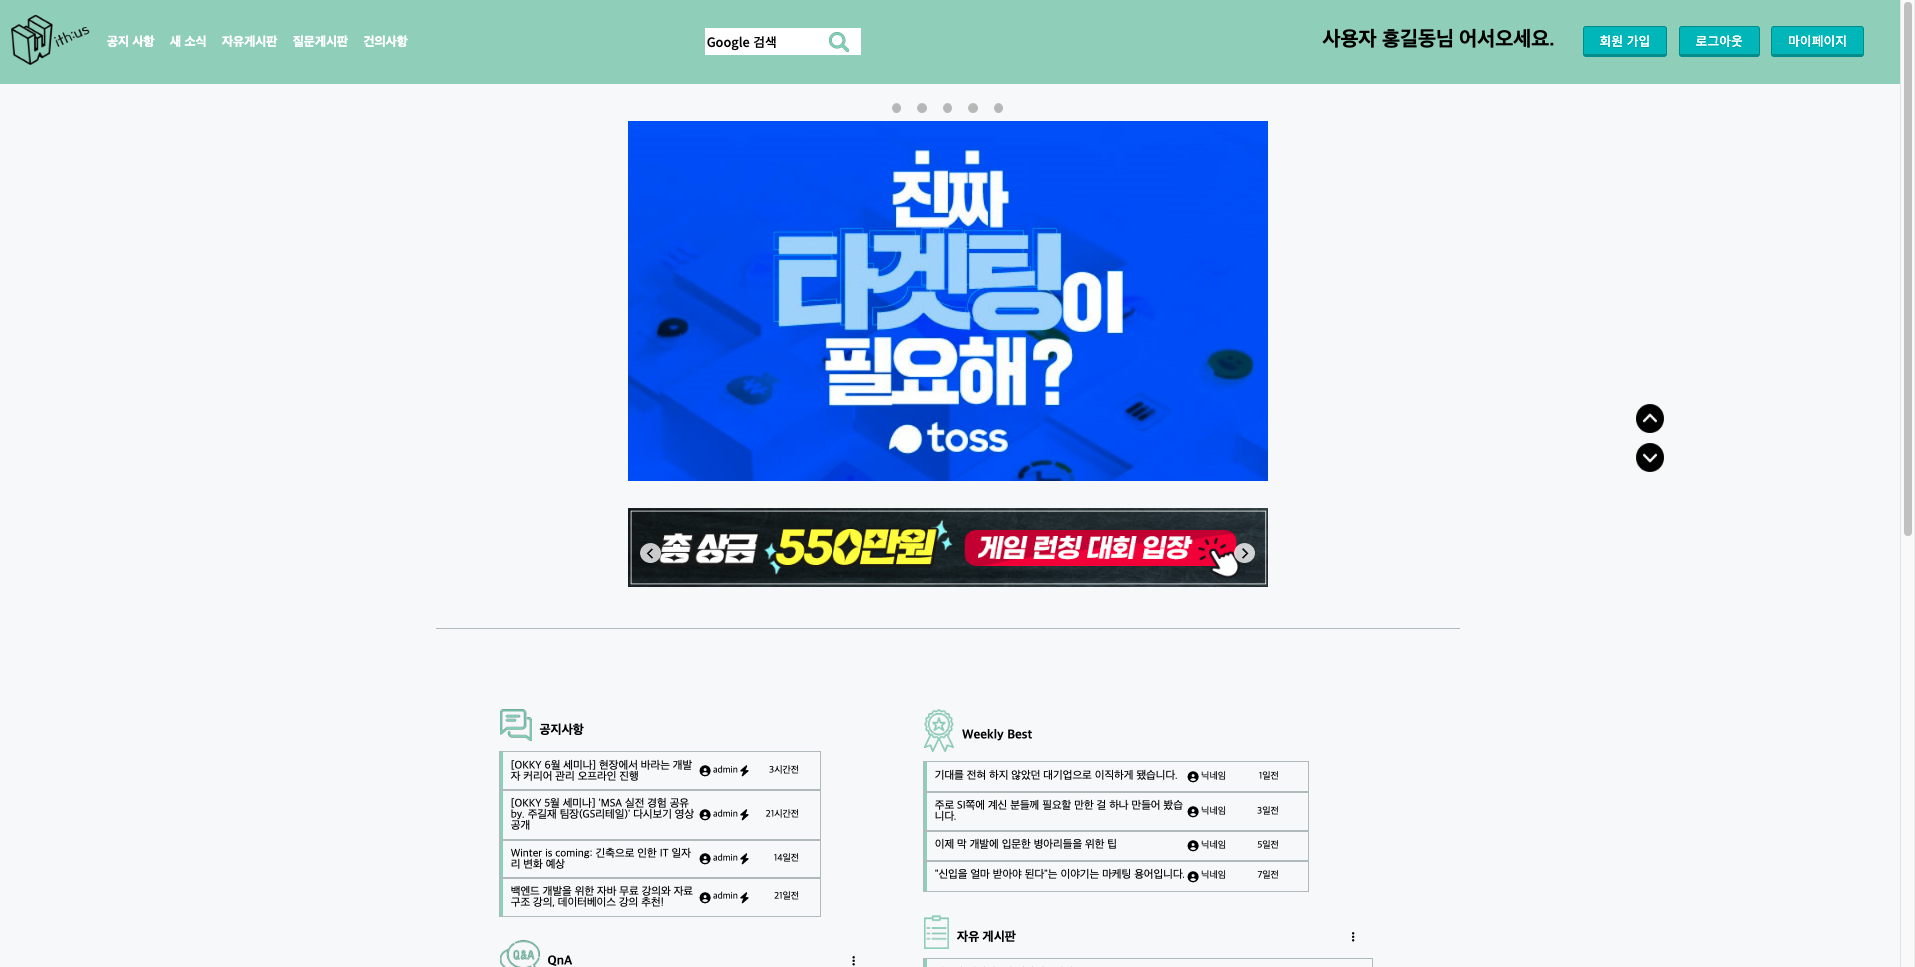 ith:us 공지 사항 새 소식 자유게시판 질문게시판 건의사항 Google 검색 사용자 홍길동님 어서오세요. 회원 가입 로그아웃 마이페이지
진짜
타겟팅이
필요해?
toss
총 상금 550만원 게임 런칭 대회 입장
공지사항
[OKKY 6월 세미나] 현장에서 바라는 개발
자 커리어 관리 오프라인 진행
admin 3시간전
[OKKY 5월 세미나] 'MSA 실전 경험 공유
by. 주길재 팀장(GS리테일)' 다시보기 영상
공개
admin 21시간전
Winter is coming: 긴축으로 인한 IT 일자
리 변화 예상
admin 14일전
백엔드 개발을 위한 자바 무료 강의와 자료
구조 강의, 데이터베이스 강의 추천!
admin 21일전
Q&A QnA
Weekly Best
기대를 전혀 하지 않았던 대기업으로 이직하게 됐습니다. 닉네임 1일전
주로 SI쪽에 계신 분들께 필요할 만한 걸 하나 만들어 봤습
니다.
닉네임 3일전
이제 막 개발에 입문한 병아리들을 위한 팁 닉네임 5일전
"신입을 얼마 받아야 된다"는 이야기는 마케팅 용어입니다. 닉네임 7일전
자유 게시판